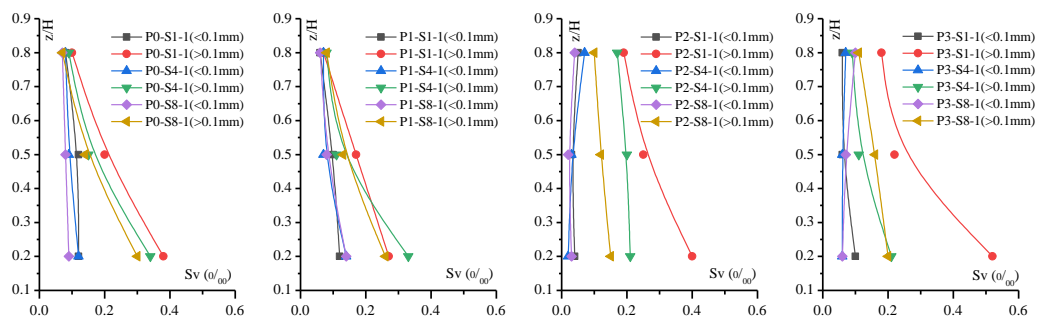 z/H
0.9
0.8
0.7
0.6
0.5
0.4
0.3
0.2
0.1
0.0
0.2
0.4
0.6
Sv (0/00)
P0-S1-1(<0.1mm)
P0-S1-1(>0.1mm)
P0-S4-1(<0.1mm)
P0-S4-1(>0.1mm)
P0-S8-1(<0.1mm)
P0-S8-1(>0.1mm)
z/H
0.9
0.8
0.7
0.6
0.5
0.4
0.3
0.2
0.1
0.0
0.2
0.4
0.6
Sv (0/00)
P1-S1-1(<0.1mm)
P1-S1-1(>0.1mm)
P1-S4-1(<0.1mm)
P1-S4-1(>0.1mm)
P1-S8-1(<0.1mm)
P1-S8-1(>0.1mm)
z/H
0.9
0.8
0.7
0.6
0.5
0.4
0.3
0.2
0.1
0.0
0.2
0.4
0.6
Sv (0/00)
P2-S1-1(<0.1mm)
P2-S1-1(>0.1mm)
P2-S4-1(<0.1mm)
P2-S4-1(>0.1mm)
P2-S8-1(<0.1mm)
P2-S8-1(>0.1mm)
z/H
0.9
0.8
0.7
0.6
0.5
0.4
0.3
0.2
0.1
0.0
0.2
0.4
0.6
Sv (0/00)
P3-S1-1(<0.1mm)
P3-S1-1(>0.1mm)
P3-S4-1(<0.1mm)
P3-S4-1(>0.1mm)
P3-S8-1(<0.1mm)
P3-S8-1(>0.1mm)